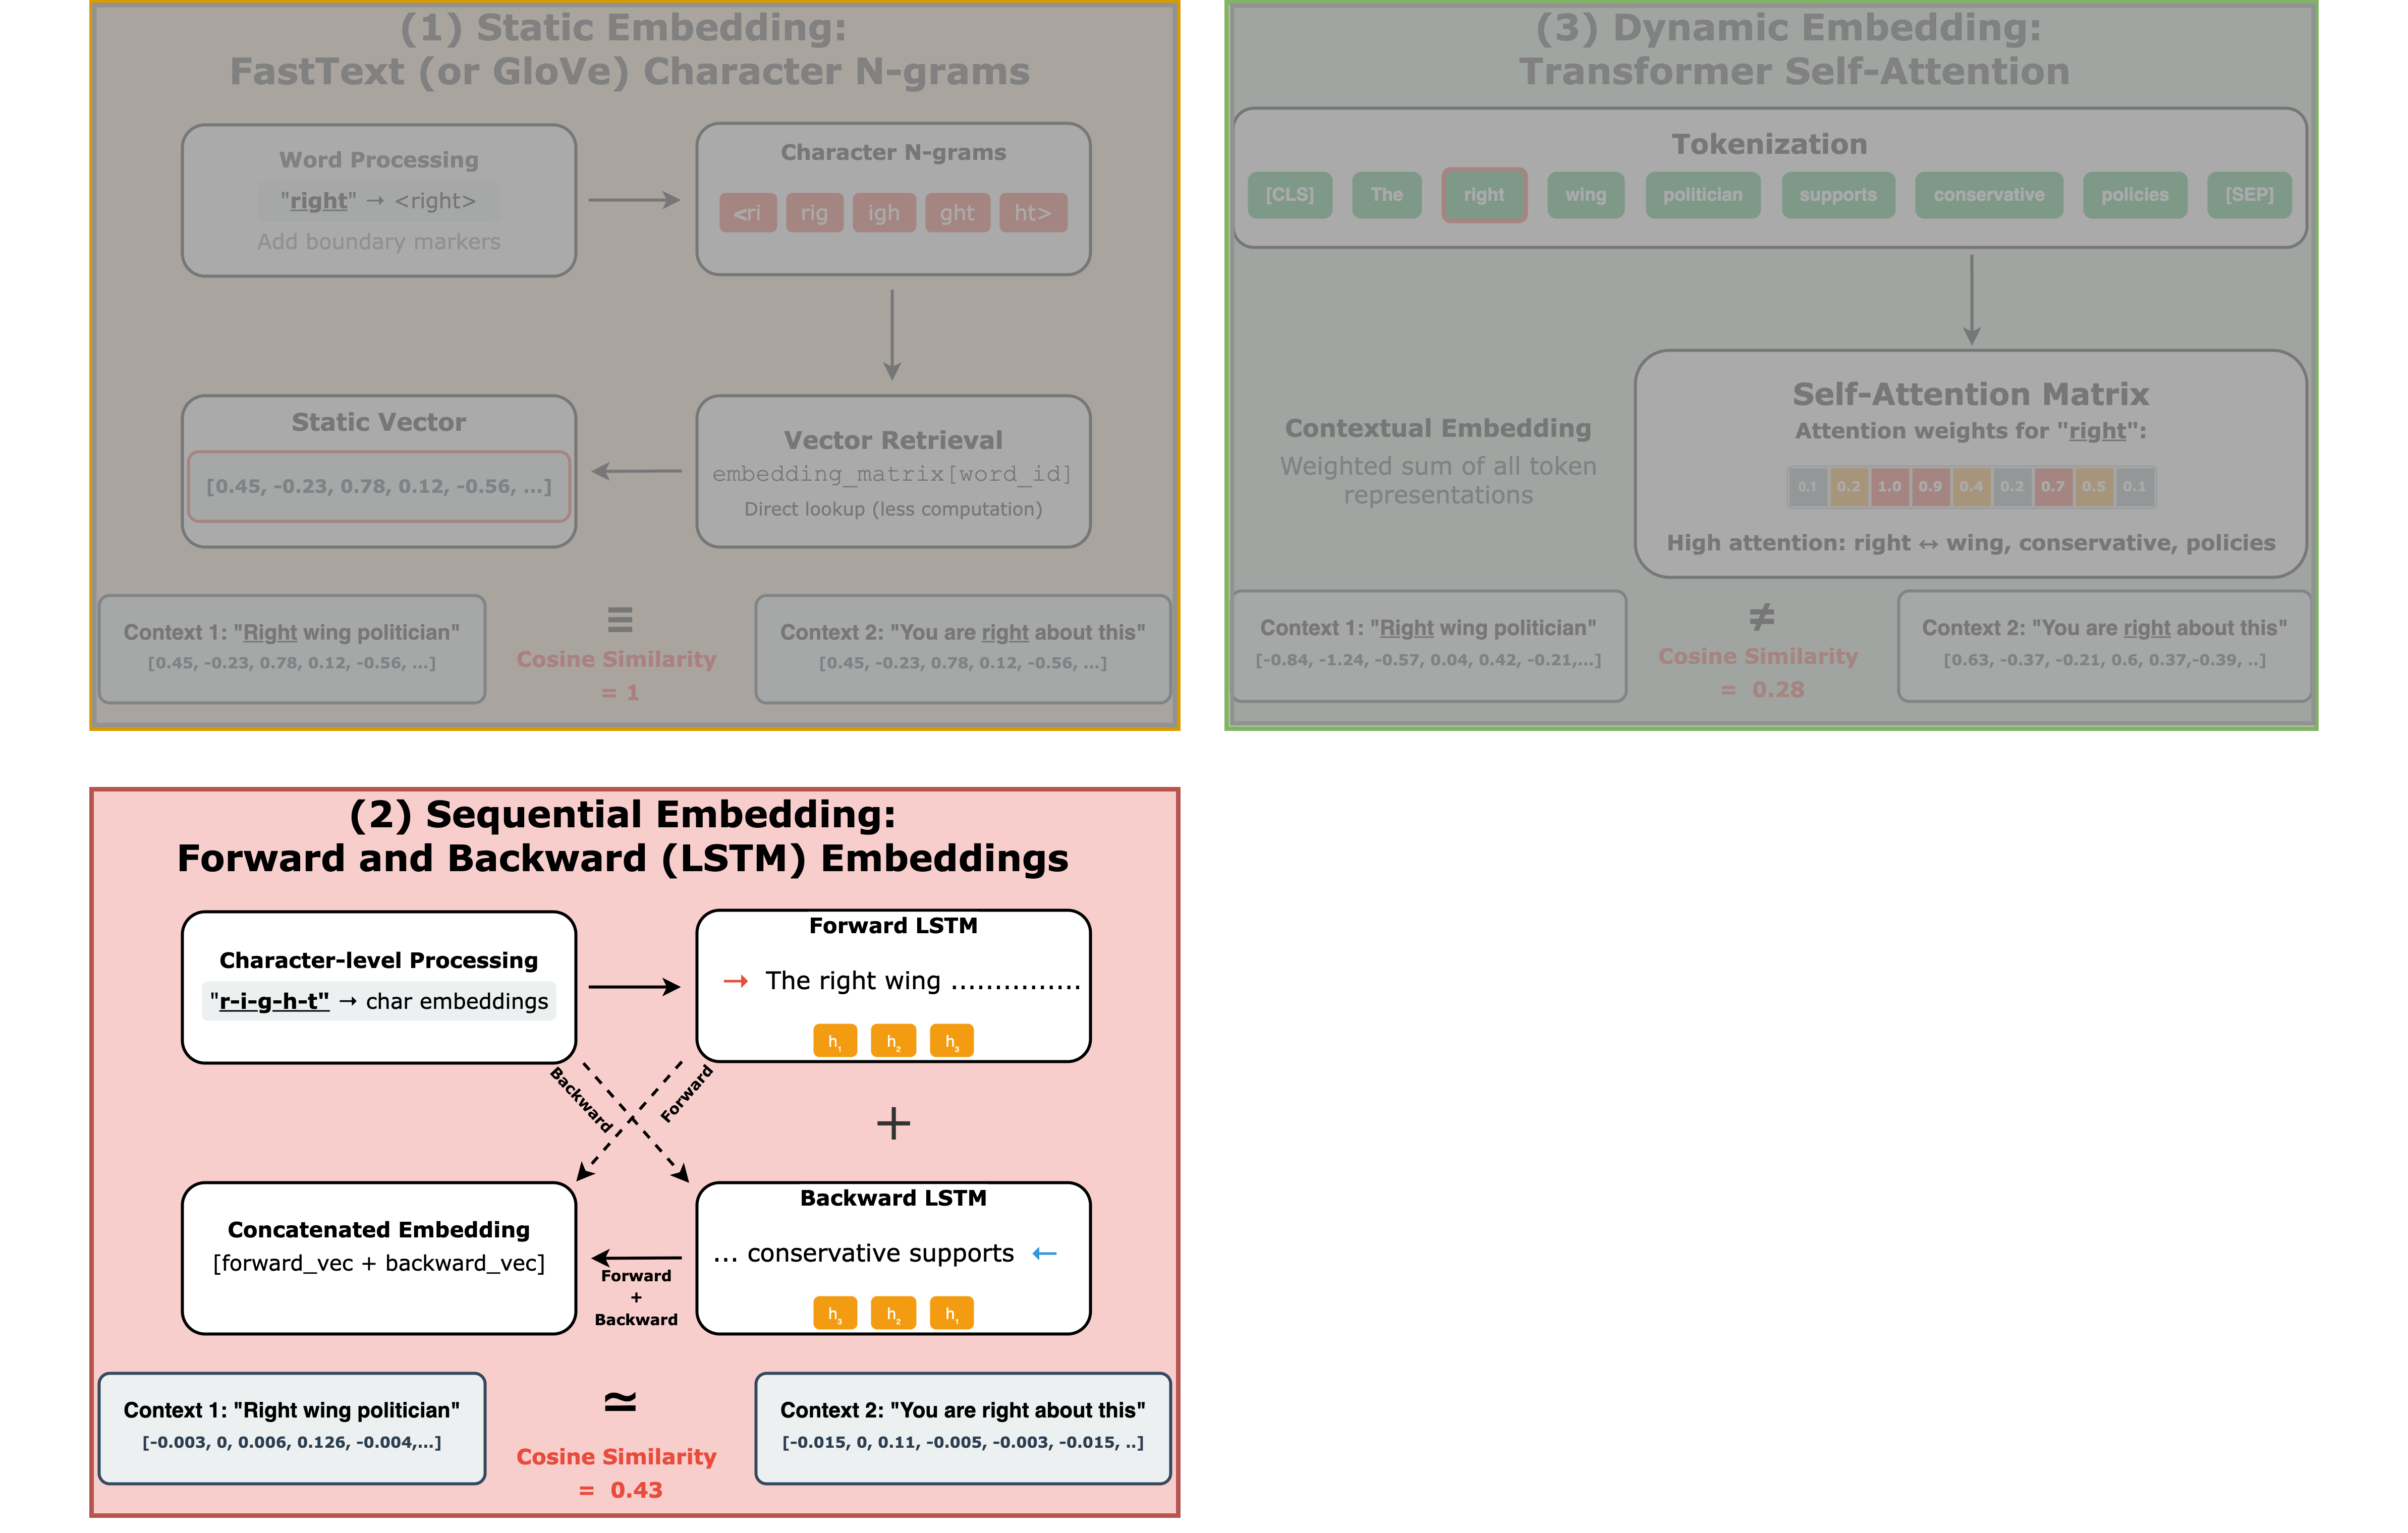 (1) Static Embedding:
FastText (or GloVe) Character N-grams
Word Processing
"right" → <right>
Add boundary markers
Character N-grams
<ri rig igh ght ht>
Static Vector
[0.45, -0.23, 0.78, 0.12, -0.56, ...]
Vector Retrieval
embedding_matrix[word_id]
Direct lookup (less computation)
Context 1: "Right wing politician"
[0.45, -0.23, 0.78, 0.12, -0.56, ...]
≡
Cosine Similarity
= 1
Context 2: "You are right about this"
[0.45, -0.23, 0.78, 0.12, -0.56, ...]
(3) Dynamic Embedding:
Transformer Self-Attention
Tokenization
[CLS] The right wing politician supports conservative policies [SEP]
Contextual Embedding
Weighted sum of all token
representations
Self-Attention Matrix
Attention weights for "right":
0.1 0.2 1.0 0.9 0.4 0.2 0.7 0.5 0.1
High attention: right ↔ wing, conservative, policies
Context 1: "Right wing politician"
[-0.84, -1.24, -0.57, 0.04, 0.42, -0.21,...]
≠
Cosine Similarity
= 0.28
Context 2: "You are right about this"
[0.63, -0.37, -0.21, 0.6, 0.37,-0.39, ..]
(2) Sequential Embedding:
Forward and Backward (LSTM) Embeddings
Character-level Processing
"r-i-g-h-t" → char embeddings
Forward LSTM
→ The right wing ...............
h₁ h₂ h₃
Backward
Forward
+
Concatenated Embedding
[forward_vec + backward_vec]
Forward
+
Backward
Backward LSTM
... conservative supports ←
h₃ h₂ h₁
Context 1: "Right wing politician"
[-0.003, 0, 0.006, 0.126, -0.004,...]
≃
Cosine Similarity
= 0.43
Context 2: "You are right about this"
[-0.015, 0, 0.11, -0.005, -0.003, -0.015, ..]